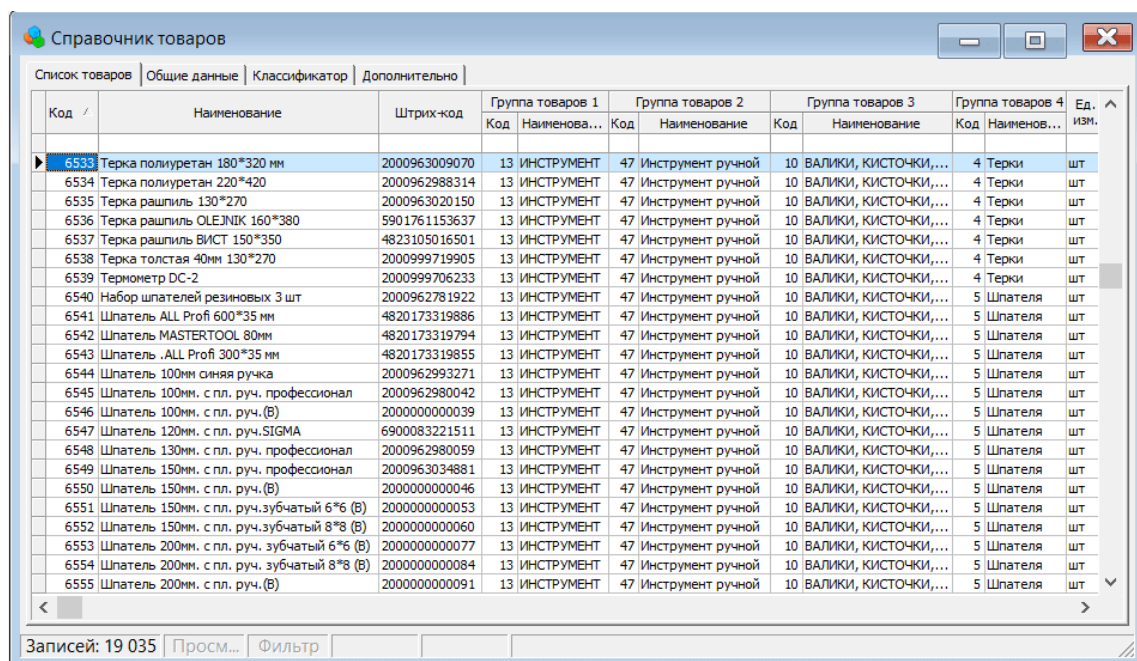 Справочник товаров
Список товаров Общие данные Классификатор Дополнительно
Код Наименование Штрих-код Группа товаров 1 Группа товаров 2 Группа товаров 3 Группа товаров 4 Ед. изм.
Код Наименова... Код Наименование Код Наименование Код Наименов...
6533 Терка полиуретан 180*320 мм 2000963009070 13 ИНСТРУМЕНТ 47 Инструмент ручной 10 ВАЛИКИ, КИСТОЧКИ,... 4 Терки шт
6534 Терка полиуретан 220*420 2000962988314 13 ИНСТРУМЕНТ 47 Инструмент ручной 10 ВАЛИКИ, КИСТОЧКИ,... 4 Терки шт
6535 Терка рашпиль 130*270 2000963020150 13 ИНСТРУМЕНТ 47 Инструмент ручной 10 ВАЛИКИ, КИСТОЧКИ,... 4 Терки шт
6536 Терка рашпиль OLEJNIK 160*380 5901761153637 13 ИНСТРУМЕНТ 47 Инструмент ручной 10 ВАЛИКИ, КИСТОЧКИ,... 4 Терки шт
6537 Терка рашпиль ВИСТ 150*350 4823105016501 13 ИНСТРУМЕНТ 47 Инструмент ручной 10 ВАЛИКИ, КИСТОЧКИ,... 4 Терки шт
6538 Терка толстая 40мм 130*270 2000999719905 13 ИНСТРУМЕНТ 47 Инструмент ручной 10 ВАЛИКИ, КИСТОЧКИ,... 4 Терки шт
6539 Термометр DC-2 2000999706233 13 ИНСТРУМЕНТ 47 Инструмент ручной 10 ВАЛИКИ, КИСТОЧКИ,... 4 Терки шт
6540 Набор шпателей резиновых 3 шт 2000962781922 13 ИНСТРУМЕНТ 47 Инструмент ручной 10 ВАЛИКИ, КИСТОЧКИ,... 5 Шпателя шт
6541 Шпатель ALL Profi 600*35 мм 4820173319886 13 ИНСТРУМЕНТ 47 Инструмент ручной 10 ВАЛИКИ, КИСТОЧКИ,... 5 Шпателя шт
6542 Шпатель MASTERTOOL 80мм 4820173319794 13 ИНСТРУМЕНТ 47 Инструмент ручной 10 ВАЛИКИ, КИСТОЧКИ,... 5 Шпателя шт
6543 Шпатель .ALL Profi 300*35 мм 4820173319855 13 ИНСТРУМЕНТ 47 Инструмент ручной 10 ВАЛИКИ, КИСТОЧКИ,... 5 Шпателя шт
6544 Шпатель 100мм синяя ручка 2000962993271 13 ИНСТРУМЕНТ 47 Инструмент ручной 10 ВАЛИКИ, КИСТОЧКИ,... 5 Шпателя шт
6545 Шпатель 100мм. с пл. руч. профессионал 2000962980042 13 ИНСТРУМЕНТ 47 Инструмент ручной 10 ВАЛИКИ, КИСТОЧКИ,... 5 Шпателя шт
6546 Шпатель 100мм. с пл. руч.(В) 2000000000039 13 ИНСТРУМЕНТ 47 Инструмент ручной 10 ВАЛИКИ, КИСТОЧКИ,... 5 Шпателя шт
6547 Шпатель 120мм. с пл. руч.SIGMA 6900083221511 13 ИНСТРУМЕНТ 47 Инструмент ручной 10 ВАЛИКИ, КИСТОЧКИ,... 5 Шпателя шт
6548 Шпатель 130мм. с пл. руч. профессионал 2000962980059 13 ИНСТРУМЕНТ 47 Инструмент ручной 10 ВАЛИКИ, КИСТОЧКИ,... 5 Шпателя шт
6549 Шпатель 150мм. с пл. руч. профессионал 2000963034881 13 ИНСТРУМЕНТ 47 Инструмент ручной 10 ВАЛИКИ, КИСТОЧКИ,... 5 Шпателя шт
6550 Шпатель 150мм. с пл. руч.(В) 2000000000046 13 ИНСТРУМЕНТ 47 Инструмент ручной 10 ВАЛИКИ, КИСТОЧКИ,... 5 Шпателя шт
6551 Шпатель 150мм. с пл. руч.зубчатый 6*6 (В) 2000000000053 13 ИНСТРУМЕНТ 47 Инструмент ручной 10 ВАЛИКИ, КИСТОЧКИ,... 5 Шпателя шт
6552 Шпатель 150мм. с пл. руч.зубчатый 8*8 (В) 2000000000060 13 ИНСТРУМЕНТ 47 Инструмент ручной 10 ВАЛИКИ, КИСТОЧКИ,... 5 Шпателя шт
6553 Шпатель 200мм. с пл. руч. зубчатый 6*6 (В) 2000000000077 13 ИНСТРУМЕНТ 47 Инструмент ручной 10 ВАЛИКИ, КИСТОЧКИ,... 5 Шпателя шт
6554 Шпатель 200мм. с пл. руч. зубчатый 8*8 (В) 2000000000084 13 ИНСТРУМЕНТ 47 Инструмент ручной 10 ВАЛИКИ, КИСТОЧКИ,... 5 Шпателя шт
6555 Шпатель 200мм. с пл. руч.(В) 2000000000091 13 ИНСТРУМЕНТ 47 Инструмент ручной 10 ВАЛИКИ, КИСТОЧКИ,... 5 Шпателя шт
Записей: 19 035 Просм... Фильтр